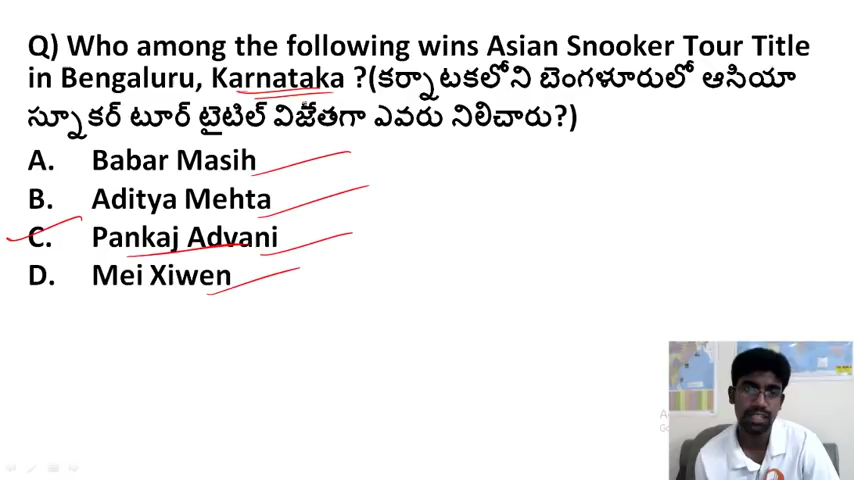 Q) Who among the following wins Asian Snooker Tour Title
in Bengaluru, Karnataka ?(కర్నాటకలోని బెంగళూరులో ఆసియా
స్నూకర్ టూర్ టైటిల్ విజేతగా ఎవరు నిలిచారు?)
A. Babar Masih
B. Aditya Mehta
C. Pankaj Advani
D. Mei Xiwen